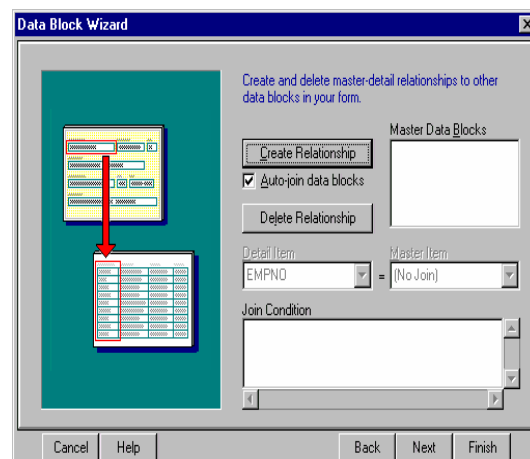 Data Block Wizard
Create and delete master-detail relationships to other
data blocks in your form.
Master Data Blocks
Create Relationship
Auto-join data blocks
Delete Relationship
Detail Item
Master Item
EMPNO
=
(No Join)
Join Condition
Cancel
Help
Back
Next
Finish